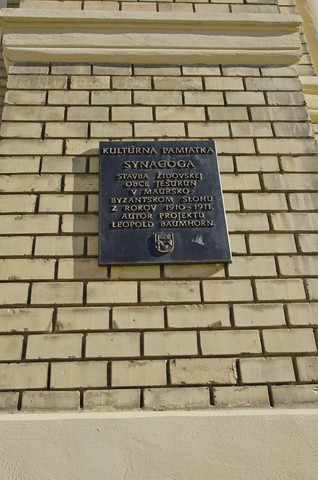 KULTÚRNA PAMIATKA
SYNAGÓGA
STAVBA ŽIDOVSKEJ
OBCE JEŠURUN
V MAURSKO-
BYZANTSKOM SLOHU
Z ROKOV 1910-1911.
AUTOR PROJEKTU
LEOPOLD BAUMHORN.